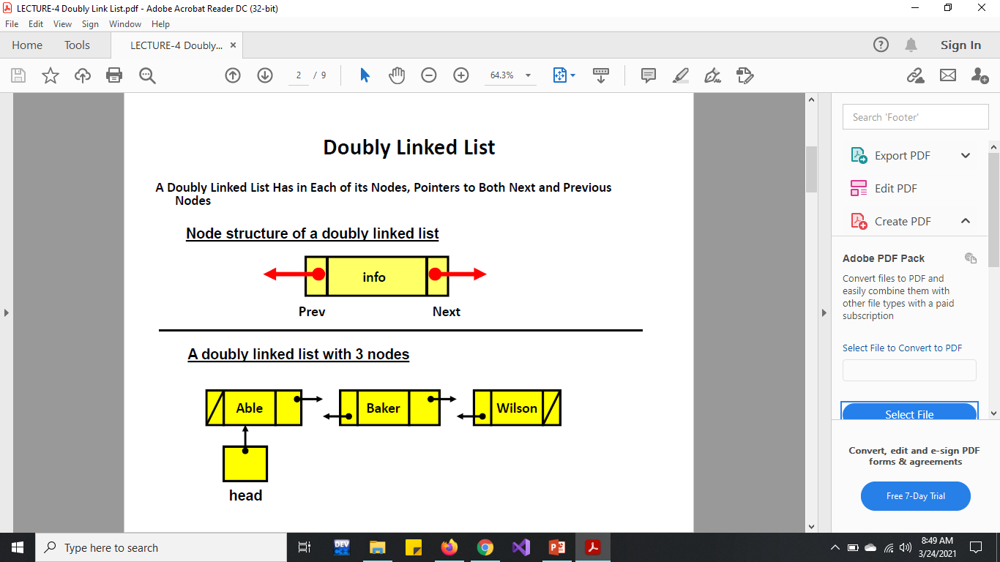 LECTURE-4 Doubly Link List.pdf - Adobe Acrobat Reader DC (32-bit)
File Edit View Sign Window Help
Home Tools LECTURE-4 Doubly... × Sign In
2 / 9 64.3%
Doubly Linked List
A Doubly Linked List Has in Each of its Nodes, Pointers to Both Next and Previous
Nodes
Node structure of a doubly linked list
info
Prev Next
A doubly linked list with 3 nodes
Able Baker Wilson
head
Search 'Footer'
Export PDF
Edit PDF
Create PDF
Adobe PDF Pack
Convert files to PDF and
easily combine them with
other file types with a paid
subscription
Select File to Convert to PDF
Select File
Convert, edit and e-sign PDF
forms & agreements
Free 7-Day Trial
Type here to search
DEV
8:49 AM
3/24/2021